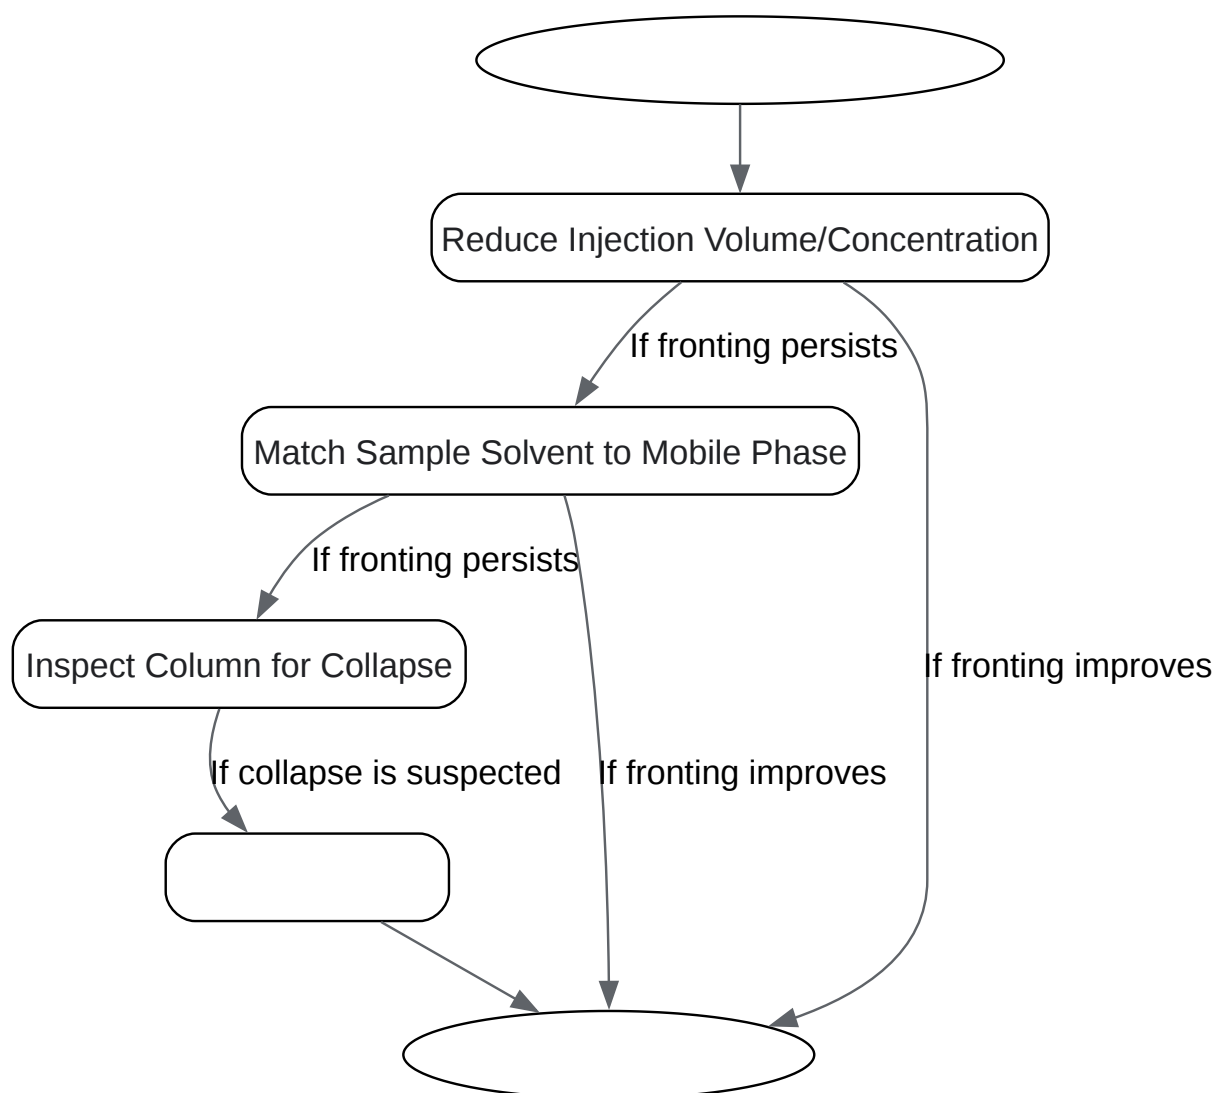 Reduce Injection Volume/Concentration
If fronting persists
Match Sample Solvent to Mobile Phase
If fronting persists
Inspect Column for Collapse
If fronting improves
If collapse is suspected
If fronting improves